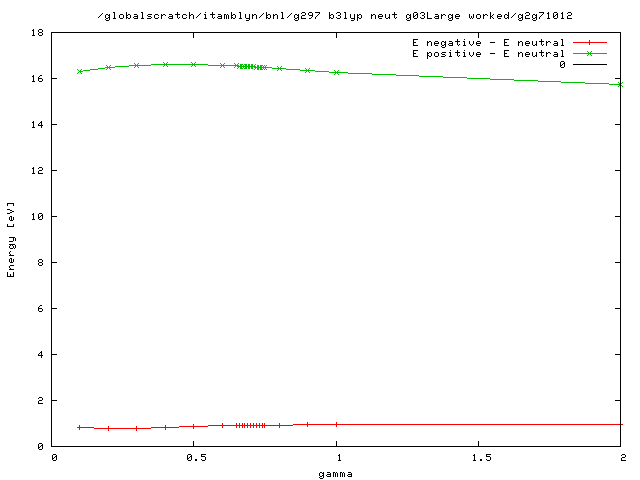 /globalscratch/itamblyn/bnl/g297 b3lyp neut g03Large worked/g2g71012
E negative - E neutral
E positive - E neutral
0
18
16
14
12
10
8
6
4
2
0
Energy [eV]
0 0.5 1 1.5 2
gamma